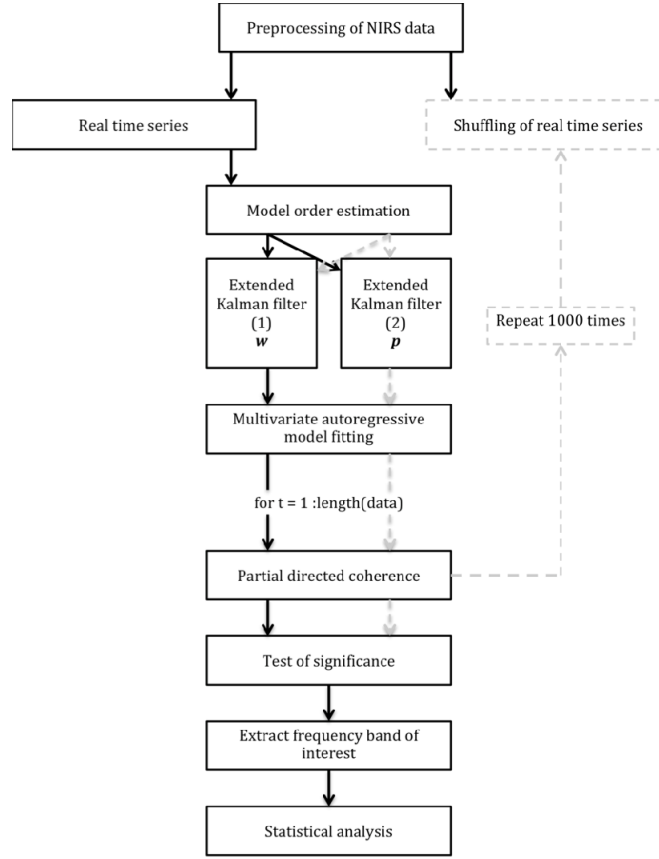 Preprocessing of NIRS data
Real time series
Shuffling of real time series
Model order estimation
Extended
Kalman filter
(1)
w
Extended
Kalman filter
(2)
p
Repeat 1000 times
Multivariate autoregressive
model fitting
for t = 1 :length(data)
Partial directed coherence
Test of significance
Extract frequency band of
interest
Statistical analysis